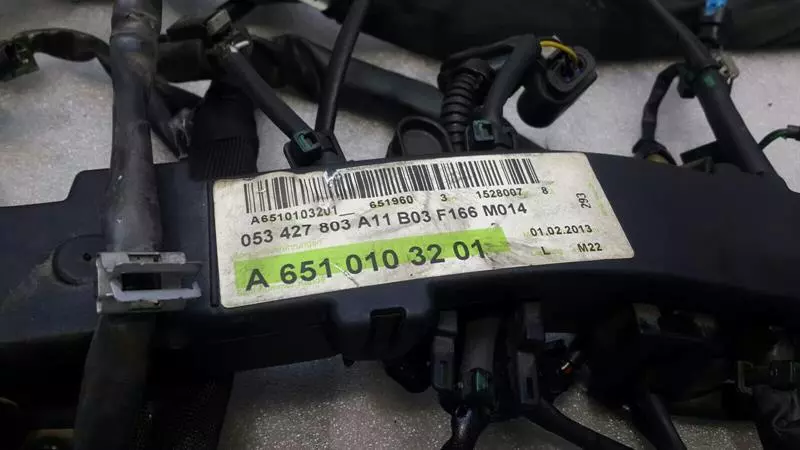 A6510103201 651960 3 1528007 8
053 427 803 A11 B03 F166 M014
293
A 651 010 32 01
01.02.2013
L M22